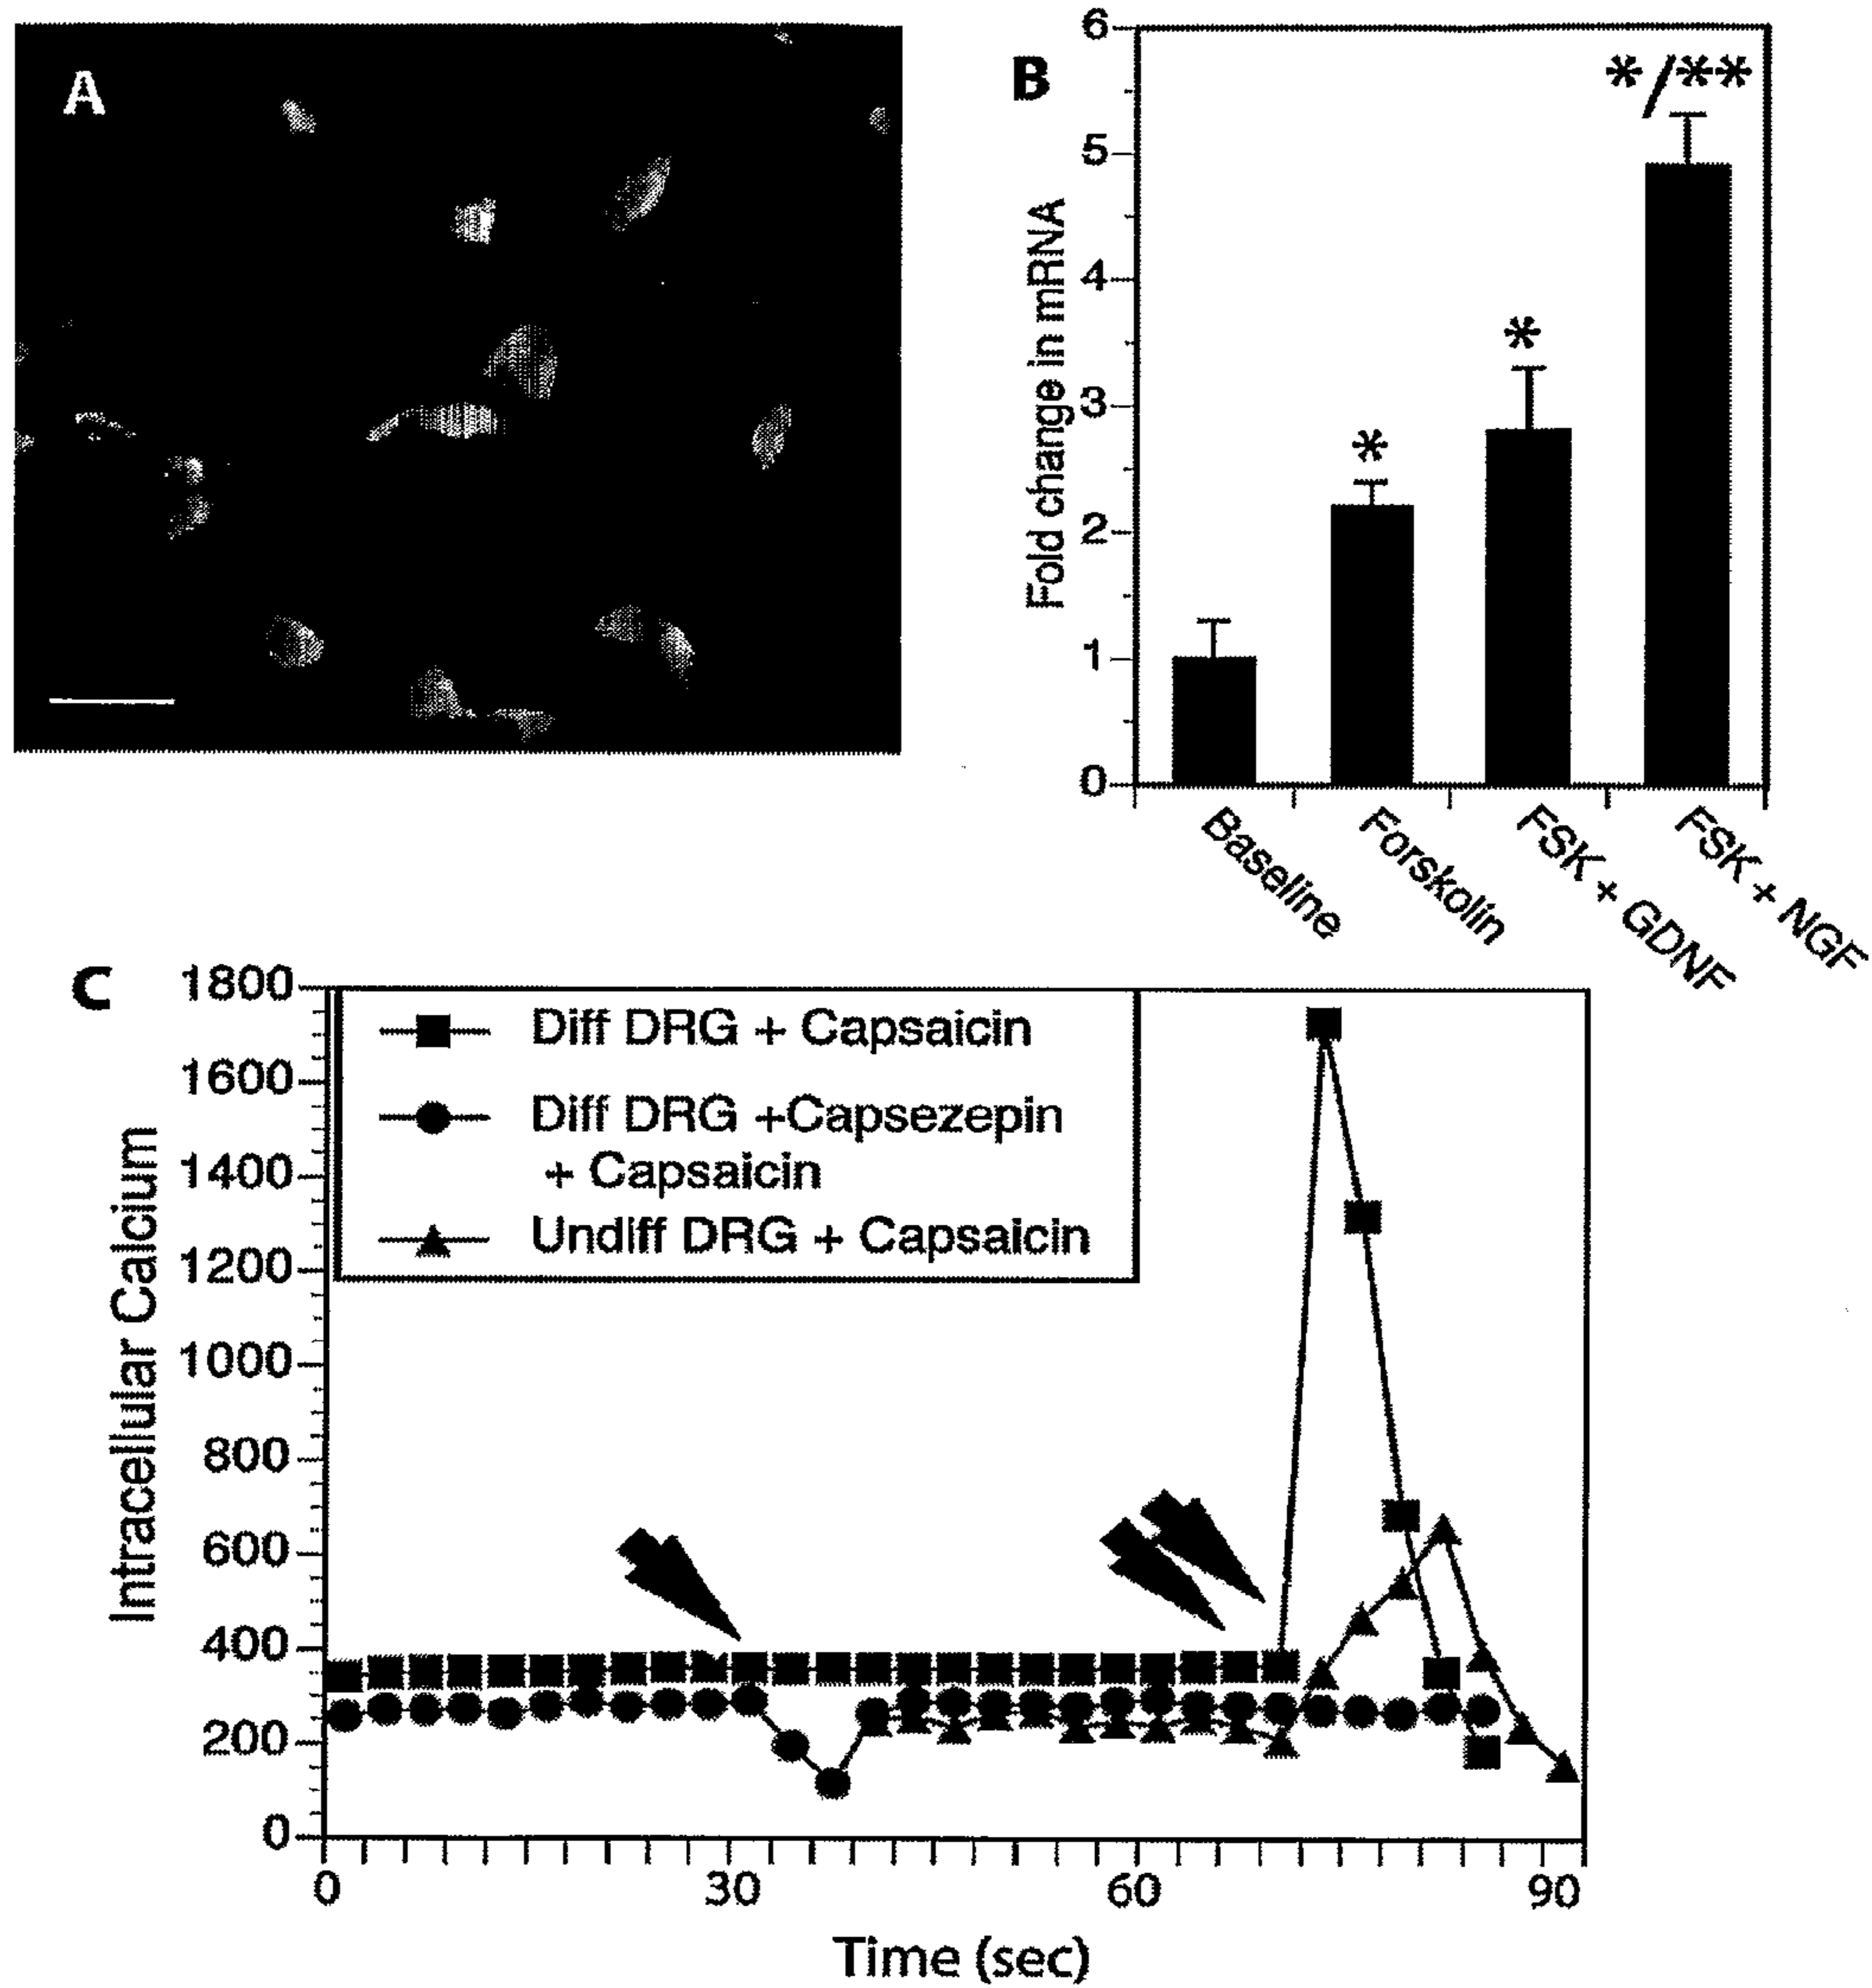 A
B
6
5
4
3
2
1
0
Fold change in mRNA
*
*
*/**
Baseline
Forskolin
FSK + GDNF
FSK + NGF
C
1800
1600
1400
1200
1000
800
600
400
200
0
Intracellular Calcium
Diff DRG + Capsaicin
Diff DRG +Capsezepin
+ Capsaicin
Undiff DRG + Capsaicin
0
30
60
90
Time (sec)